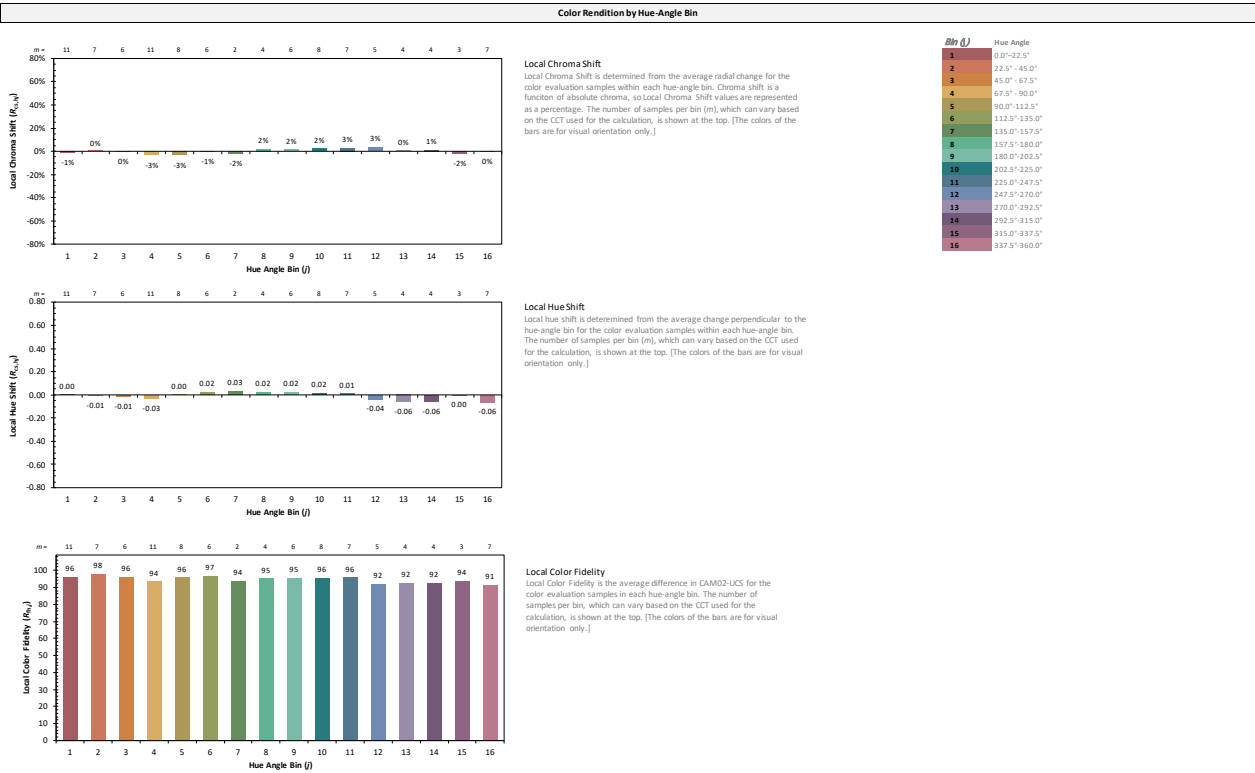 Color Rendition by Hue-Angle Bin
m = 11 7 6 11 8 6 2 4 4 4 4 5 4 4 3 7
80%
60%
40%
20%
0%
-20%
-40%
-60%
-80%
Local Chroma Shift (Rcs,hj)
-1% 0% 0% -3% -3% -1% -2% 2% 2% 2% 3% 3% 0% 1% -2% 0%
1 2 3 4 5 6 7 8 9 10 11 12 13 14 15 16
Hue Angle Bin (j)
Local Chroma Shift
Local Chroma Shift is determined from the average radial change for the
color evaluation samples within each hue-angle bin. Chroma shift is a
funciton of absolute chroma, so Local Chroma Shift values are represented
as a percentage. The number of samples per bin (m), which can vary based
on the CCT used for the calculation, is shown at the top. [The colors of the
bars are for visual orientation only.]
Bin (j) Hue Angle
1 0.0°–22.5°
2 22.5° - 45.0°
3 45.0° - 67.5°
4 67.5° - 90.0°
5 90.0°-112.5°
6 112.5°-135.0°
7 135.0°-157.5°
8 157.5°-180.0°
9 180.0°-202.5°
10 202.5°-225.0°
11 225.0°-247.5°
12 247.5°-270.0°
13 270.0°-292.5°
14 292.5°-315.0°
15 315.0°-337.5°
16 337.5°-360.0°
m = 11 7 6 11 8 6 2 4 4 4 4 5 4 4 3 7
0.80
0.60
0.40
0.20
0.00
-0.20
-0.40
-0.60
-0.80
Local Hue Shift (Rcs,hj)
0.00 -0.01 -0.01 -0.03 0.00 0.02 0.03 0.02 0.02 0.02 0.01 -0.04 -0.06 -0.06 0.00 -0.06
1 2 3 4 5 6 7 8 9 10 11 12 13 14 15 16
Hue Angle Bin (j)
Local Hue Shift
Local hue shift is deteremined from the average change perpendicular to the
hue-angle bin for the color evaluation samples within each hue-angle bin.
The number of samples per bin (m), which can vary based on the CCT used
for the calculation, is shown at the top. [The colors of the bars are for visual
orientation only.]
m = 11 7 6 11 8 6 2 4 4 4 4 5 4 4 3 7
100
90
80
70
60
50
40
30
20
10
0
Local Color Fidelity (Rfh,j)
96 98 96 94 96 97 94 95 95 96 96 92 92 92 94 91
1 2 3 4 5 6 7 8 9 10 11 12 13 14 15 16
Hue Angle Bin (j)
Local Color Fidelity
Local Color Fidelity is the average difference in CAM02-UCS for the
color evaluation samples in each hue-angle bin. The number of
samples per bin, which can vary based on the CCT used for the
calculation, is shown at the top. [The colors of the bars are for visual
orientation only.]